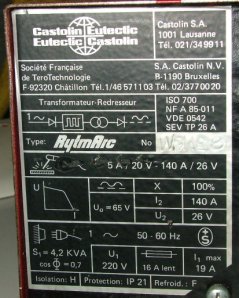 Castolin Eutectic
Eutectic Castolin
Castolin S.A.
1001 Lausanne
Tél. 021/349911
Société Française
de TeroTechnologie
F-92320 Châtillon Tél.1/46571103
S.A. Castolin N.V.
B-1190 Bruxelles
Tél. 02/3770020
Transformateur-Redresseur
ISO 700
NF A 85-011
VDE 0542
SEV TP 26 A
Type:
RytmArc
No
5 A / 20 V - 140 A / 26 V
X 100%
U₀ = 65 V
I₂ 140 A
U₂ 26 V
50 - 60 Hz
S₁ = 4,2 KVA
cos φ = 0,7
U₁
220 V
16 A lent
I₁ max
19 A
Isolation: H
Protection: IP 21
Refroid.: F